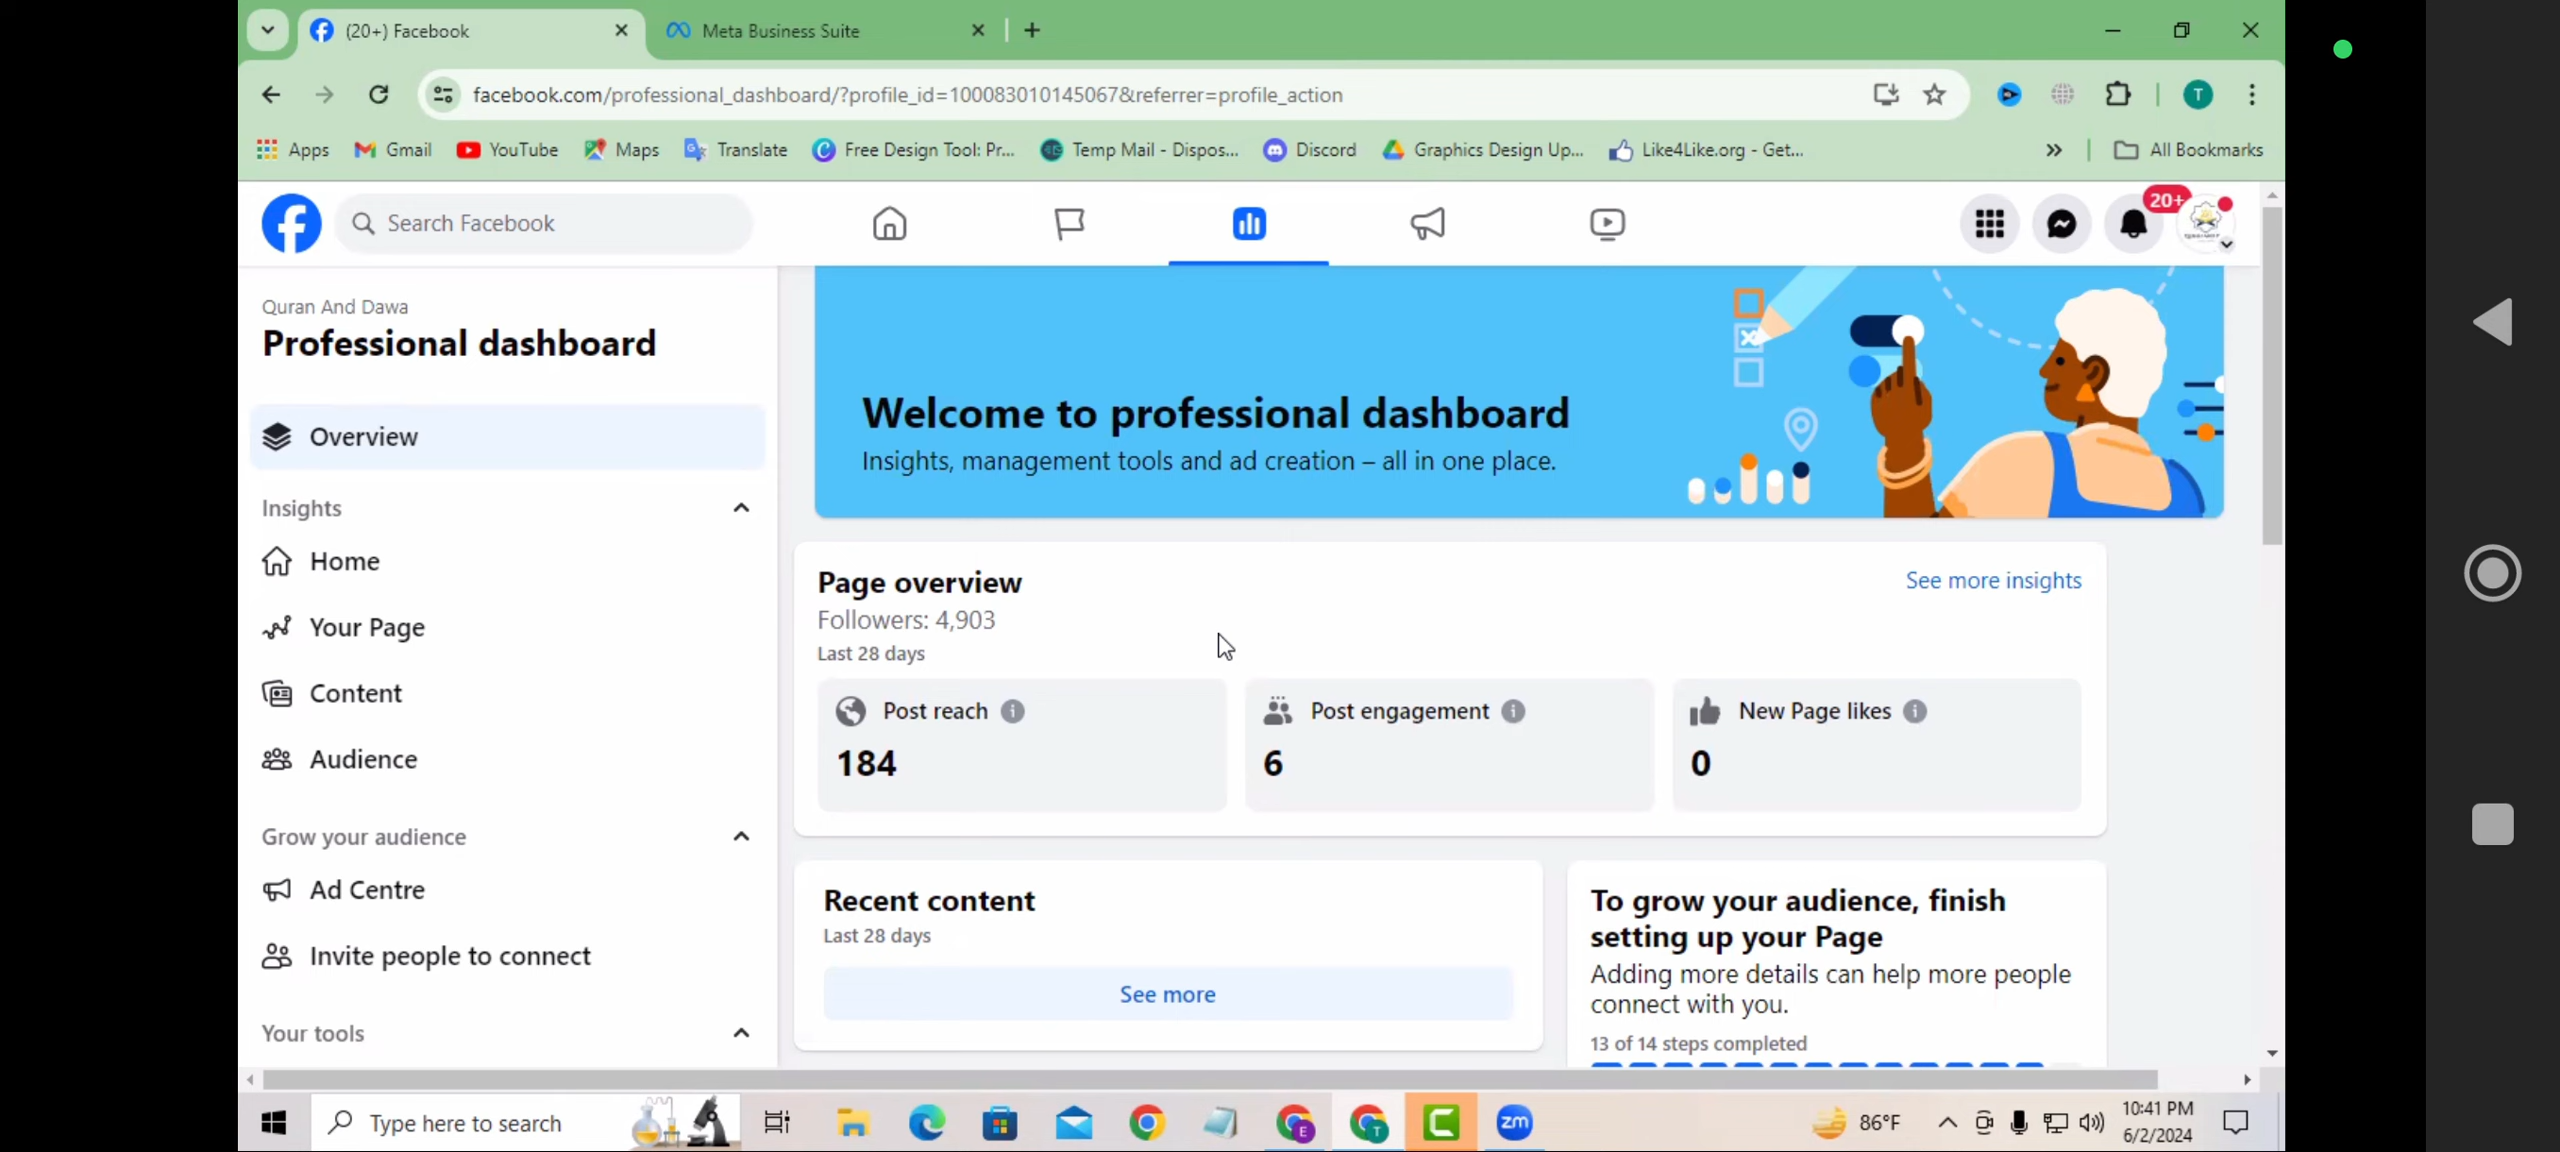 (20+) Facebook
Meta Business Suite
facebook.com/professional_dashboard/?profile_id=100083010145067&referrer=profile_action
Apps
Gmail
YouTube
Maps
Translate
Free Design Tool: Pr...
Temp Mail - Dispos...
Discord
Graphics Design Up...
Like4Like.org - Get...
All Bookmarks
Search Facebook
20+
Quran And Dawa
Professional dashboard
Overview
Insights
Home
Your Page
Content
Audience
Grow your audience
Ad Centre
Invite people to connect
Your tools
Welcome to professional dashboard
Insights, management tools and ad creation – all in one place.
Page overview
See more insights
Followers: 4,903
Last 28 days
Post reach
184
Post engagement
6
New Page likes
0
Recent content
Last 28 days
See more
To grow your audience, finish
setting up your Page
Adding more details can help more people
connect with you.
13 of 14 steps completed
Type here to search
zm
86°F
10:41 PM
6/2/2024